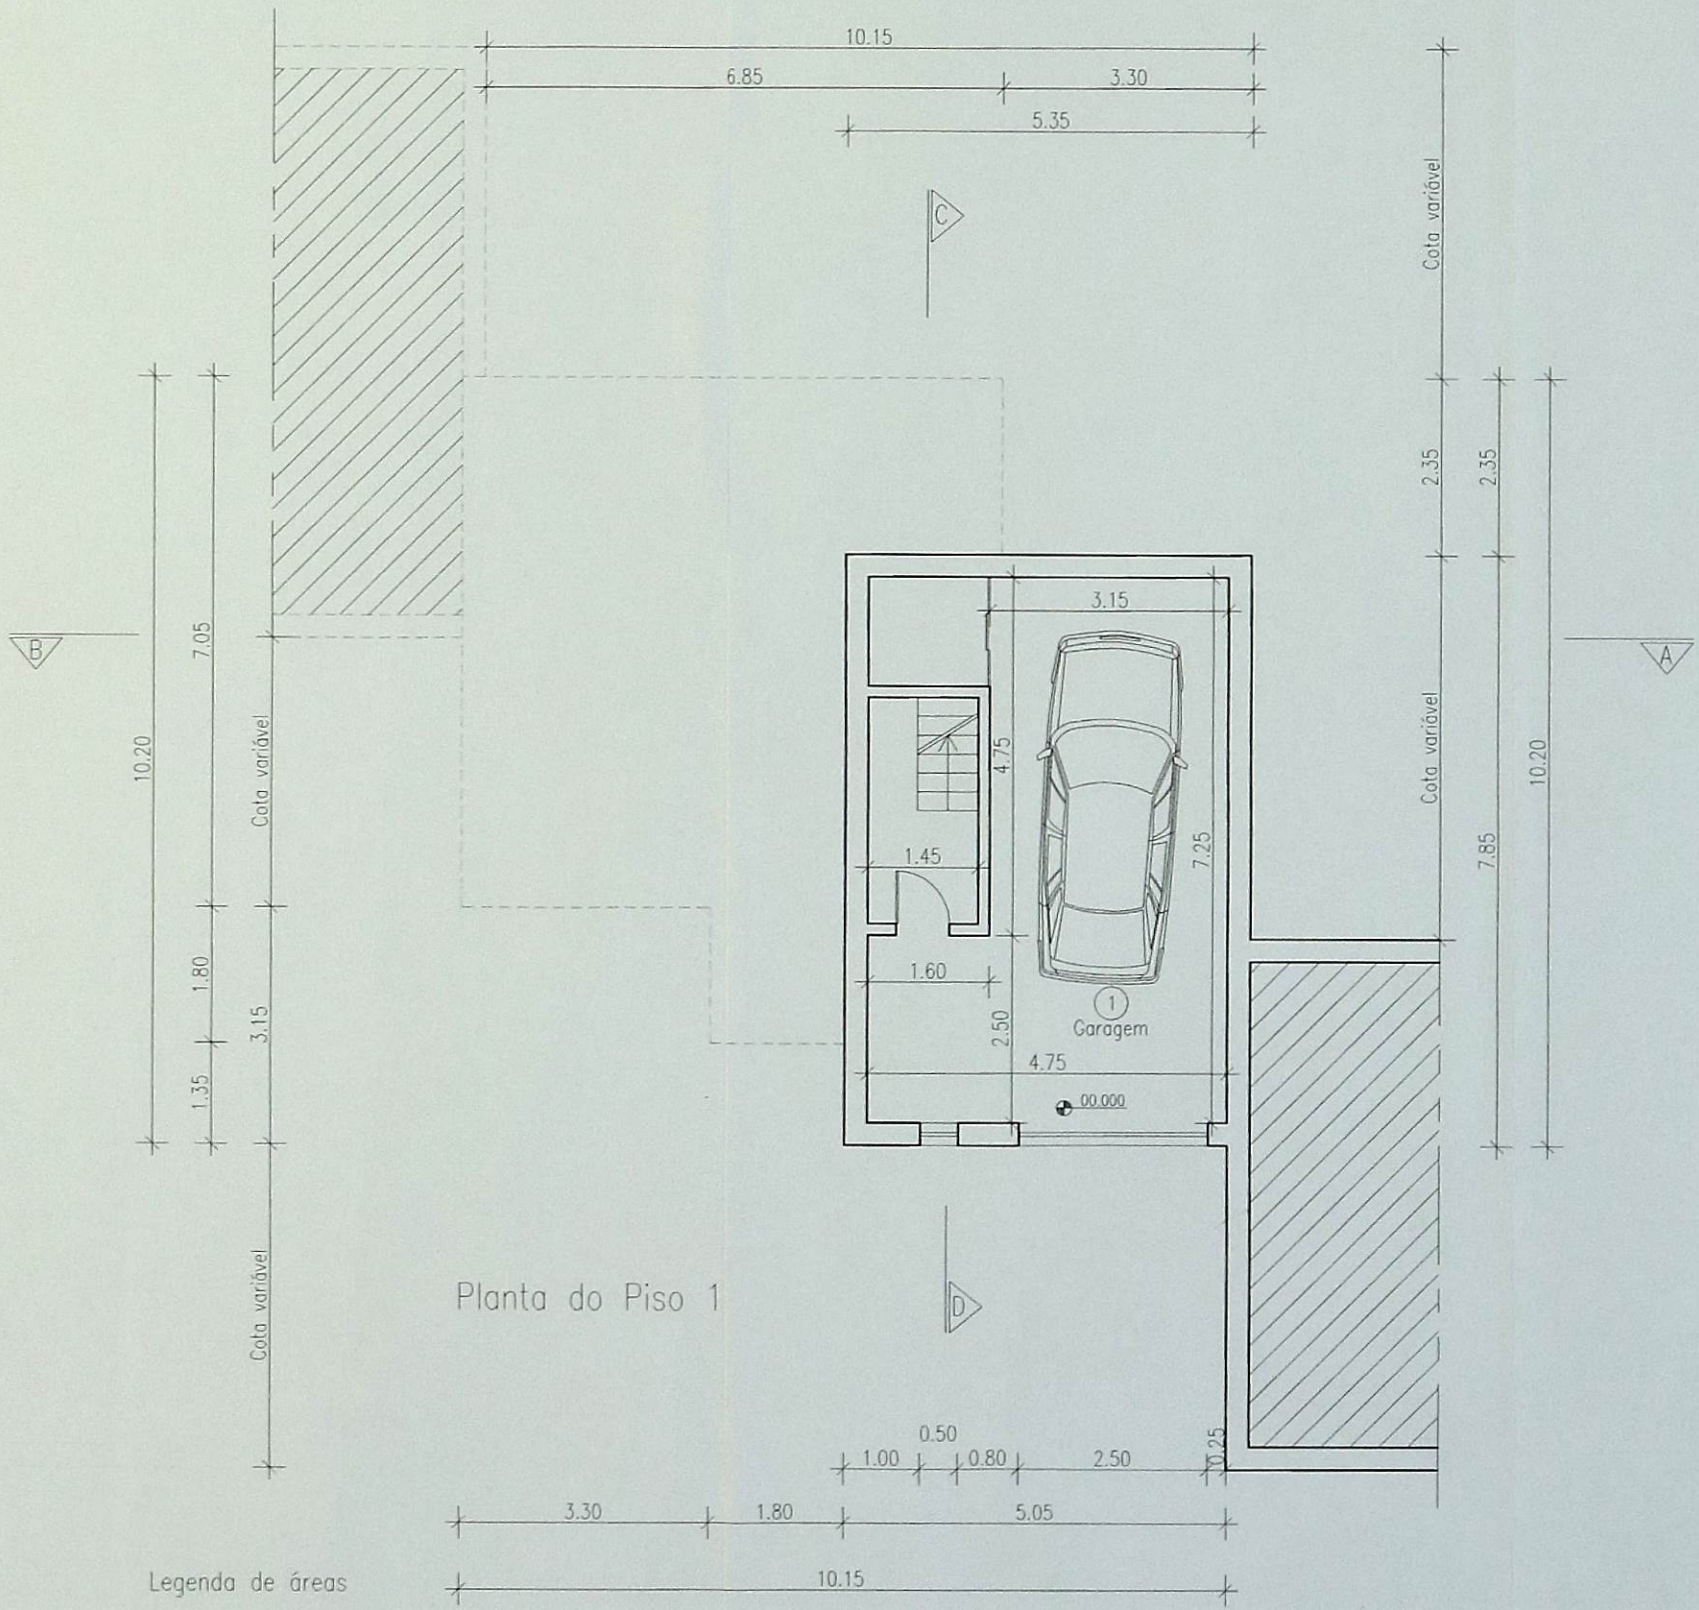 10.15
6.85
3.30
5.35
C
Cota variável
2.35
2.35
3.15
B
A
7.05
10.20
Cota variável
4.75
Cota variável
10.20
7.25
7.85
1.45
1.80
1.60
3.15
2.50
1
Garagem
4.75
1.35
00.000
Cota variável
Planta do Piso 1
D
0.50
1.00
0.80
2.50
0.25
3.30
1.80
5.05
10.15
Legenda de áreas